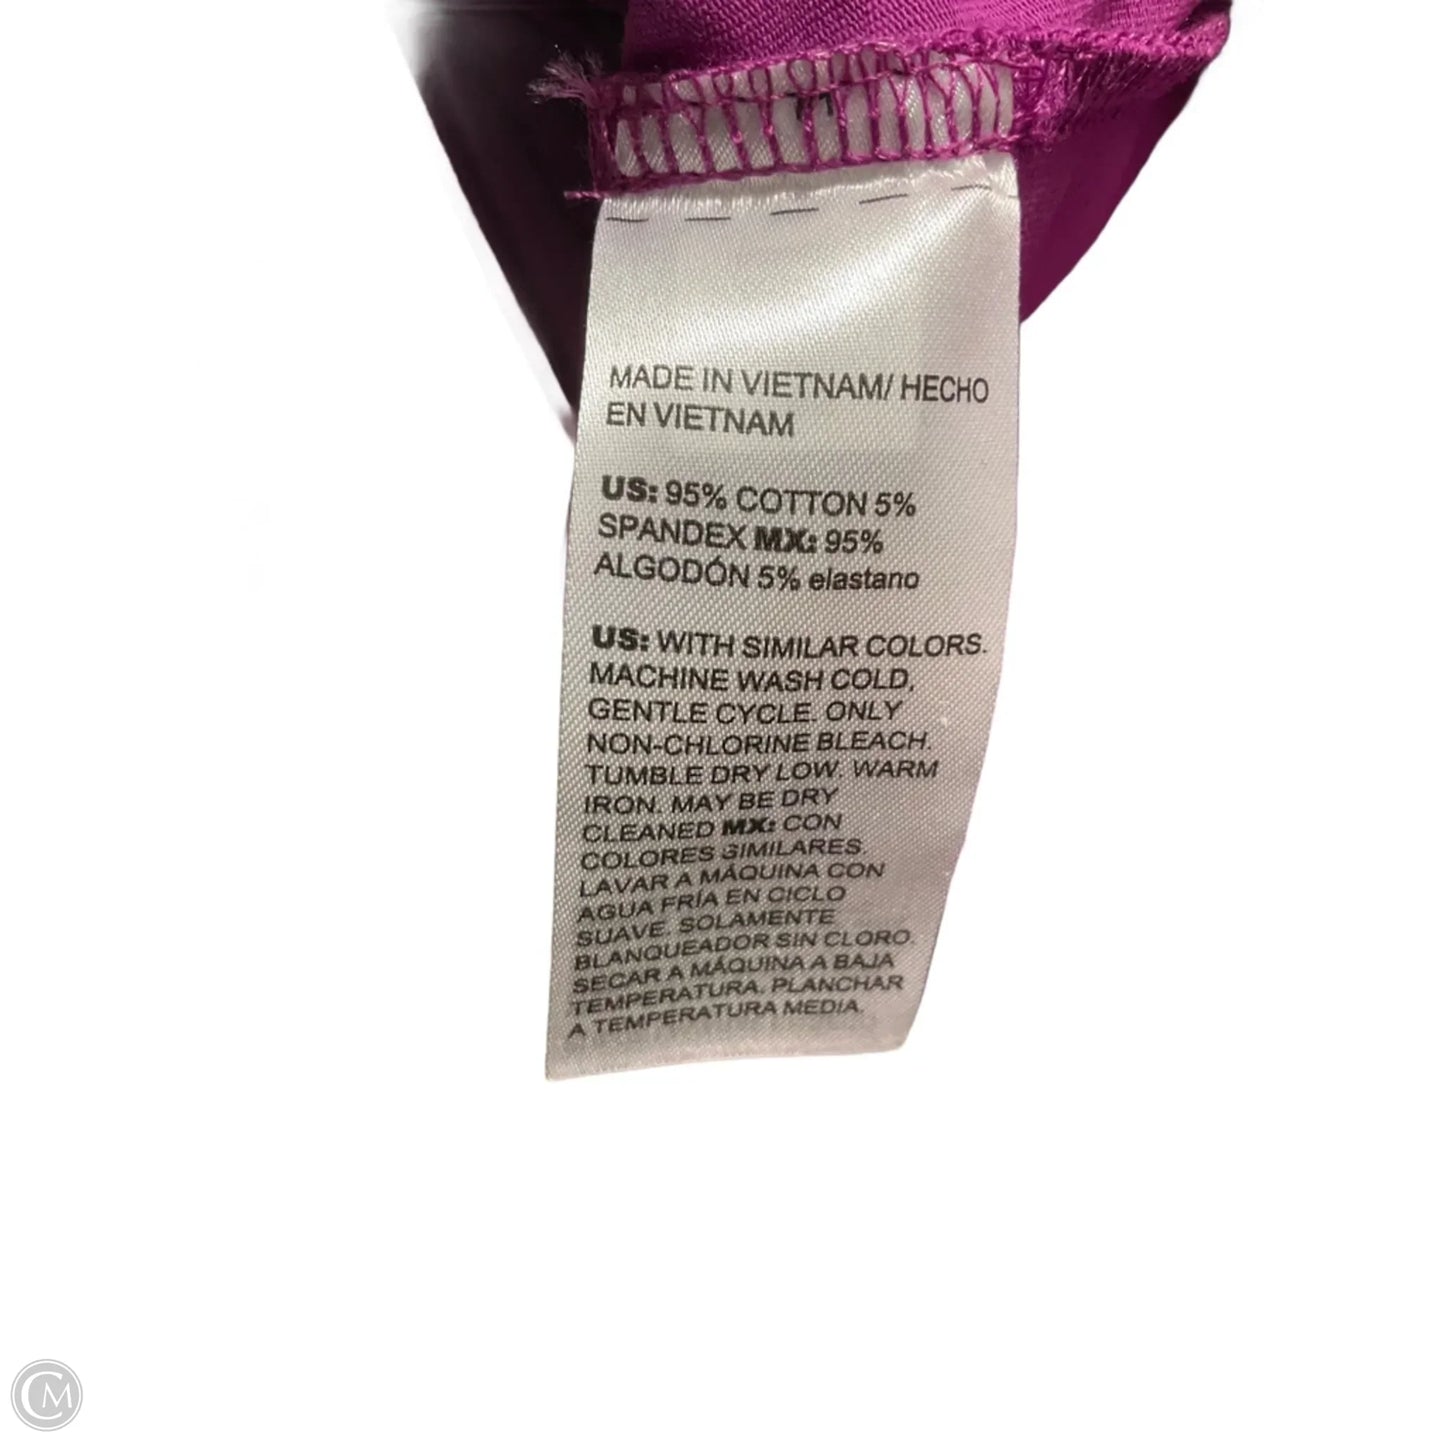 MADE IN VIETNAM/ HECHO
EN VIETNAM
US: 95% COTTON 5%
SPANDEX MX: 95%
ALGODÓN 5% elastano
US: WITH SIMILAR COLORS.
MACHINE WASH COLD,
GENTLE CYCLE. ONLY
NON-CHLORINE BLEACH.
TUMBLE DRY LOW. WARM
IRON. MAY BE DRY
CLEANED MX: CON
COLORES SIMILARES.
LAVAR A MÁQUINA CON
AGUA FRÍA EN CICLO
SUAVE. SOLAMENTE
BLANQUEADOR SIN CLORO.
SECAR A MÁQUINA A BAJA
TEMPERATURA. PLANCHAR
A TEMPERATURA MEDIA.
CM